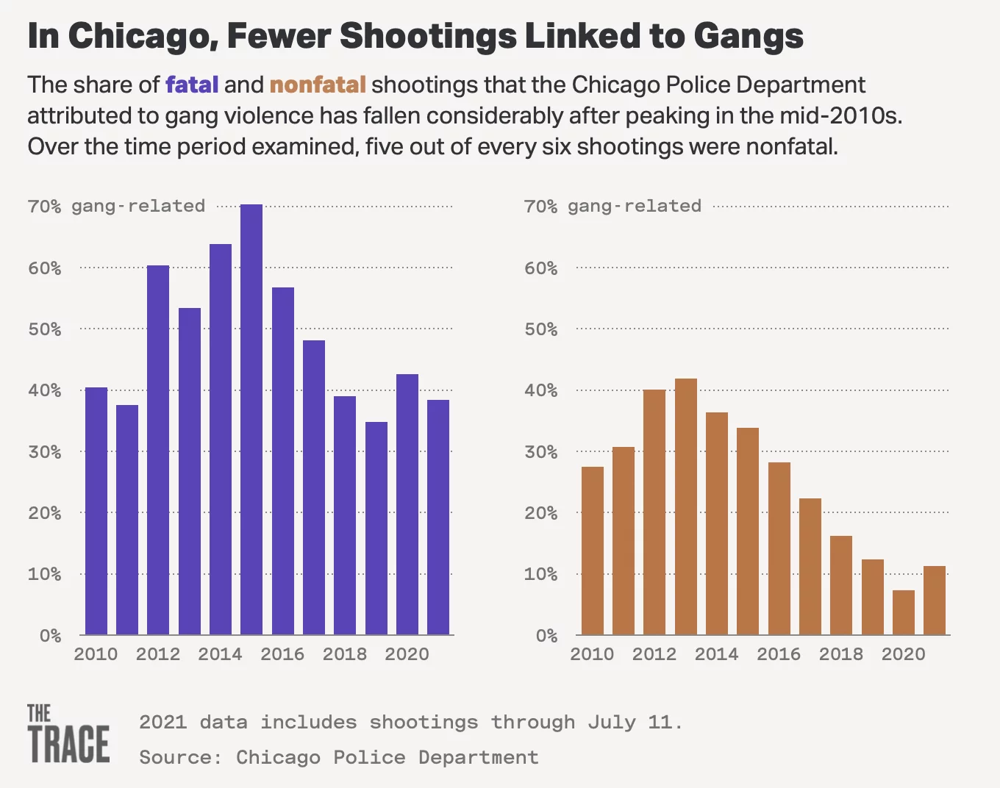 In Chicago, Fewer Shootings Linked to Gangs
The share of fatal and nonfatal shootings that the Chicago Police Department
attributed to gang violence has fallen considerably after peaking in the mid-2010s.
Over the time period examined, five out of every six shootings were nonfatal.
70% gang-related
60%
50%
40%
30%
20%
10%
0%
2010 2012 2014 2016 2018 2020
70% gang-related
60%
50%
40%
30%
20%
10%
0%
2010 2012 2014 2016 2018 2020
THE
TRACE
2021 data includes shootings through July 11.
Source: Chicago Police Department